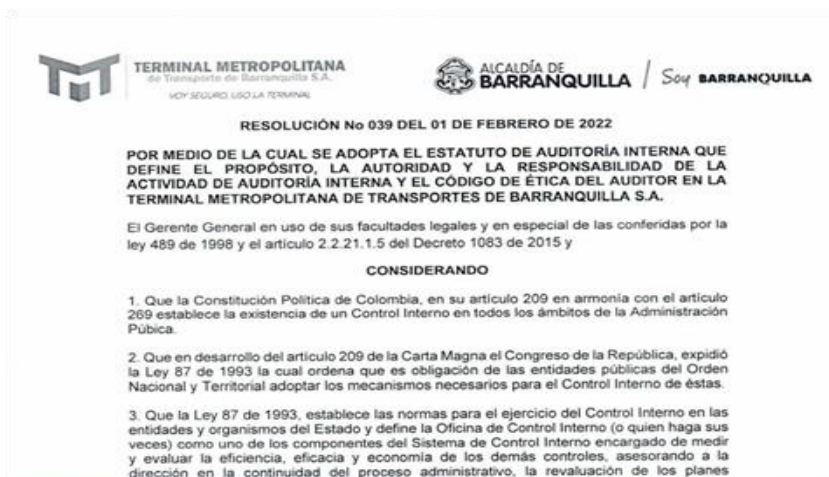 TERMINAL METROPOLITANA
de Transporte de Barranquilla S.A.
VOY SEGURO, USO LA TERMINAL
ALCALDÍA DE
BARRANQUILLA
Soy BARRANQUILLA
RESOLUCIÓN No 039 DEL 01 DE FEBRERO DE 2022
POR MEDIO DE LA CUAL SE ADOPTA EL ESTATUTO DE AUDITORÍA INTERNA QUE
DEFINE EL PROPÓSITO, LA AUTORIDAD Y LA RESPONSABILIDAD DE LA
ACTIVIDAD DE AUDITORÍA INTERNA Y EL CÓDIGO DE ÉTICA DEL AUDITOR EN LA
TERMINAL METROPOLITANA DE TRANSPORTES DE BARRANQUILLA S.A.
El Gerente General en uso de sus facultades legales y en especial de las conferidas por la
ley 489 de 1998 y el artículo 2.2.21.1.5 del Decreto 1083 de 2015 y
CONSIDERANDO
1. Que la Constitución Política de Colombia, en su artículo 209 en armonía con el artículo
269 establece la existencia de un Control Interno en todos los ámbitos de la Administración
Púbica.
2. Que en desarrollo del artículo 209 de la Carta Magna el Congreso de la República, expidió
la Ley 87 de 1993 la cual ordena que es obligación de las entidades públicas del Orden
Nacional y Territorial adoptar los mecanismos necesarios para el Control Interno de éstas.
3. Que la Ley 87 de 1993, establece las normas para el ejercicio del Control Interno en las
entidades y organismos del Estado y define la Oficina de Control Interno (o quien haga sus
veces) como uno de los componentes del Sistema de Control Interno encargado de medir
y evaluar la eficiencia, eficacia y economía de los demás controles, asesorando a la
dirección en la continuidad del proceso administrativo, la revaluación de los planes